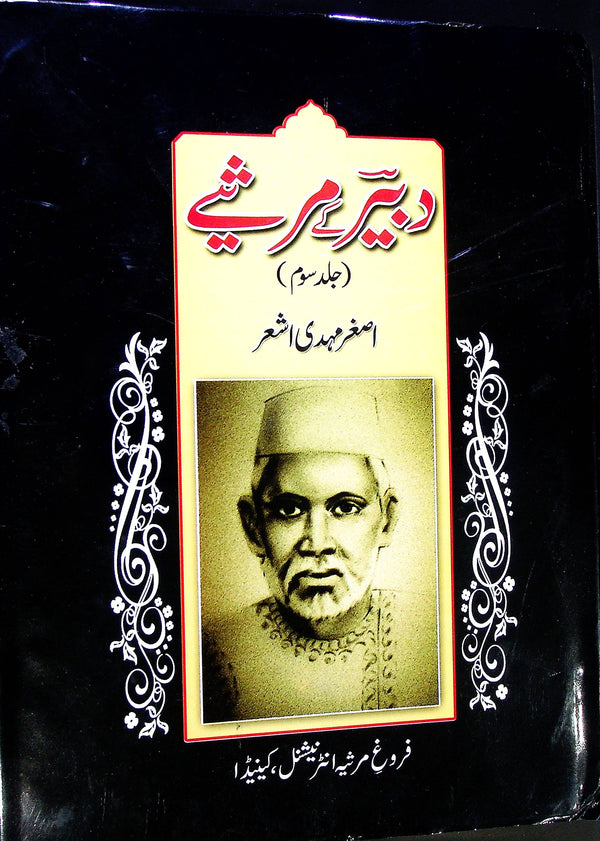 دبیرؔ کے مرثیے
(جلد سوم)
اصغر مہدی اشعر
فروغِ مرثیہ انٹرنیشنل، کینیڈا